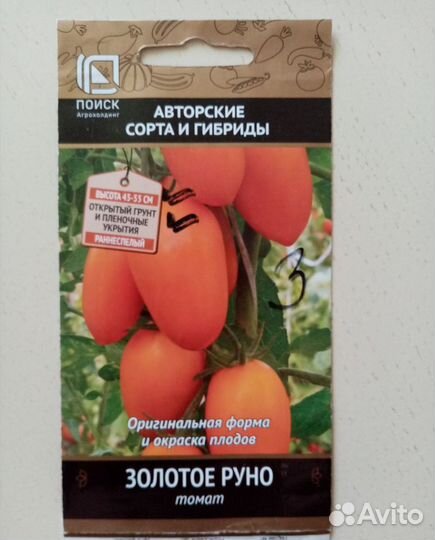 ПОИСК
Агрохолдинг
АВТОРСКИЕ
СОРТА И ГИБРИДЫ
ВЫСОТА 45-55 СМ
ОТКРЫТЫЙ ГРУНТ
И ПЛЕНОЧНЫЕ
УКРЫТИЯ
РАННЕСПЕЛЫЙ
3
Оригинальная форма
и окраска плодов
ЗОЛОТОЕ РУНО
томат
Avito